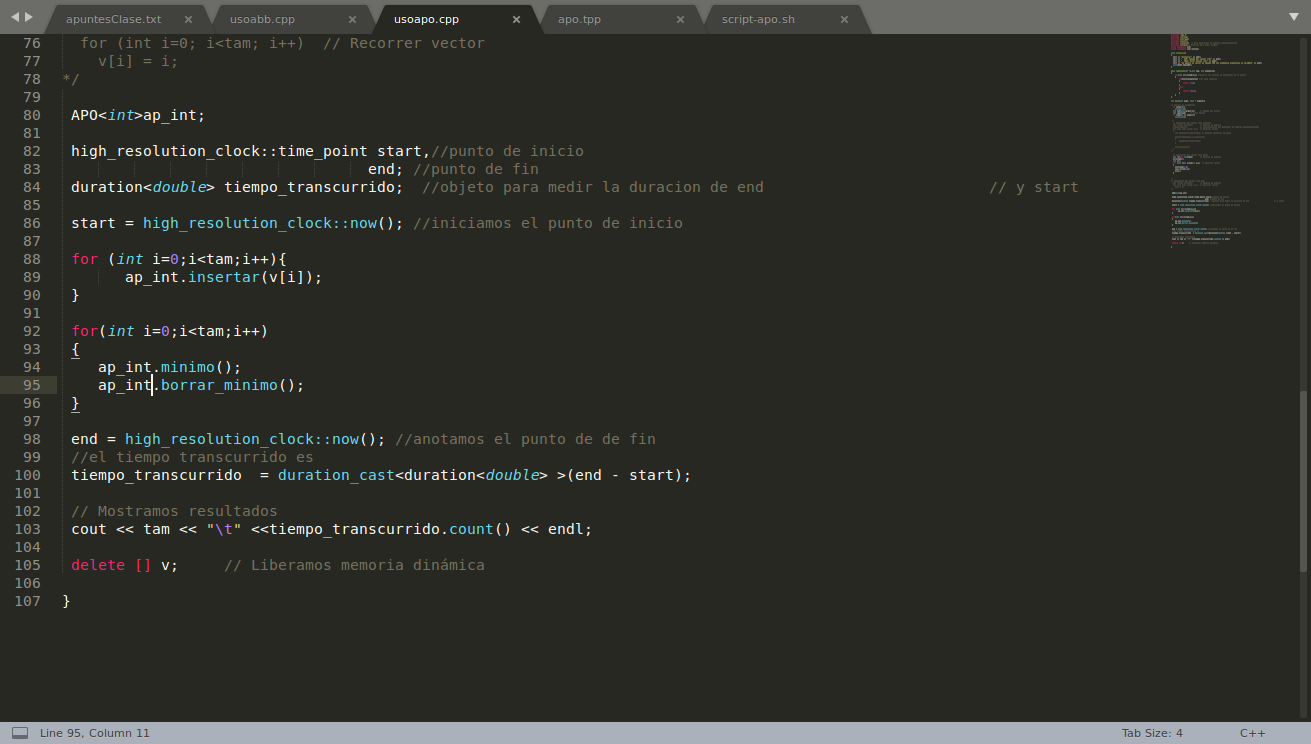 apuntesClase.txt × usoabb.cpp × usoapo.cpp × apo.tpp × script-apo.sh ×
76 for (int i=0; i<tam; i++) // Recorrer vector
77 v[i] = i;
78 */
79
80 APO<int>ap_int;
81
82 high_resolution_clock::time_point start,//punto de inicio
83 end; //punto de fin
84 duration<double> tiempo_transcurrido; //objeto para medir la duracion de end // y start
85
86 start = high_resolution_clock::now(); //iniciamos el punto de inicio
87
88 for (int i=0;i<tam;i++){
89 ap_int.insertar(v[i]);
90 }
91
92 for(int i=0;i<tam;i++)
93 {
94 ap_int.minimo();
95 ap_int.borrar_minimo();
96 }
97
98 end = high_resolution_clock::now(); //anotamos el punto de de fin
99 //el tiempo transcurrido es
100 tiempo_transcurrido = duration_cast<duration<double> >(end - start);
101
102 // Mostramos resultados
103 cout << tam << "\t" <<tiempo_transcurrido.count() << endl;
104
105 delete [] v; // Liberamos memoria dinámica
106
107 }
Line 95, Column 11 Tab Size: 4 C++